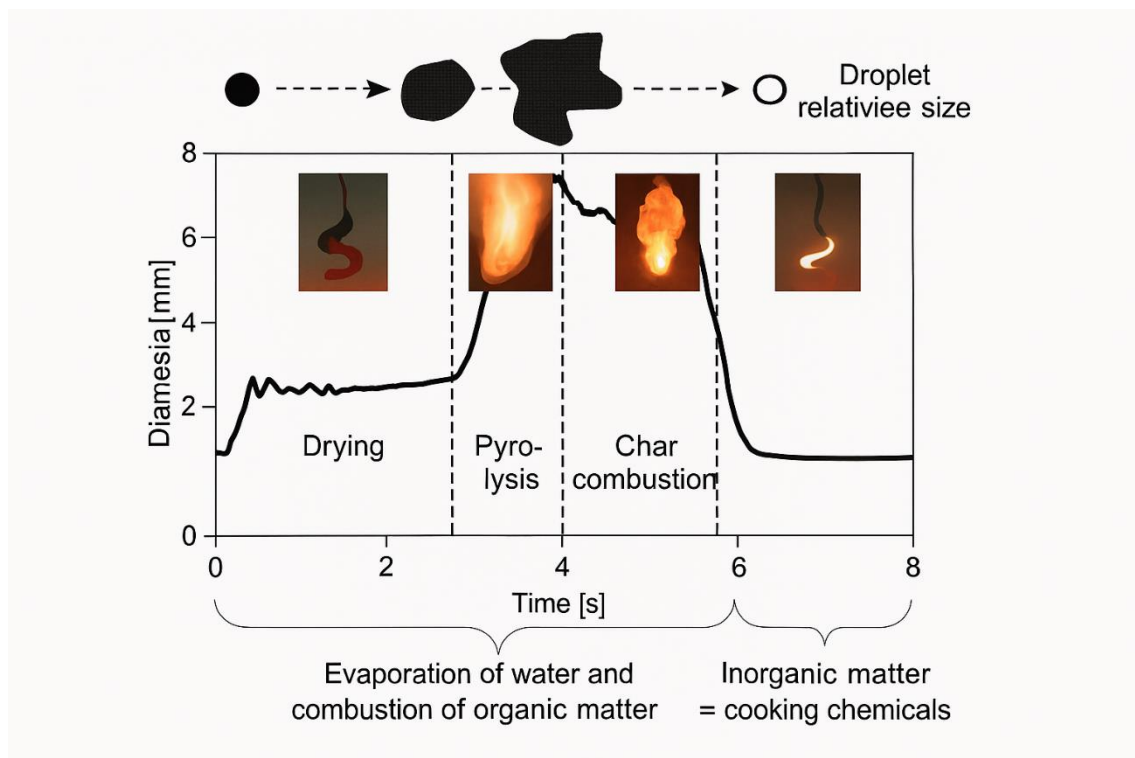 Droplet
relativiee size
8
6
4
2
0
Diamesia [mm]
Drying
Pyro-
lysis
Char
combustion
0 2 4 6 8
Time [s]
Evaporation of water and
combustion of organic matter
Inorganic matter
= cooking chemicals